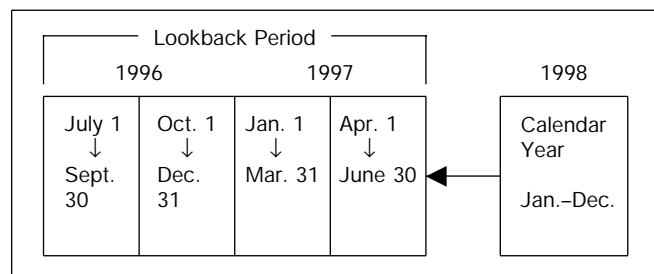 Lookback Period
1996 1997 1998
July 1
↓
Sept.
30
Oct. 1
↓
Dec.
31
Jan. 1
↓
Mar. 31
Apr. 1
↓
June 30
Calendar
Year
Jan.–Dec.